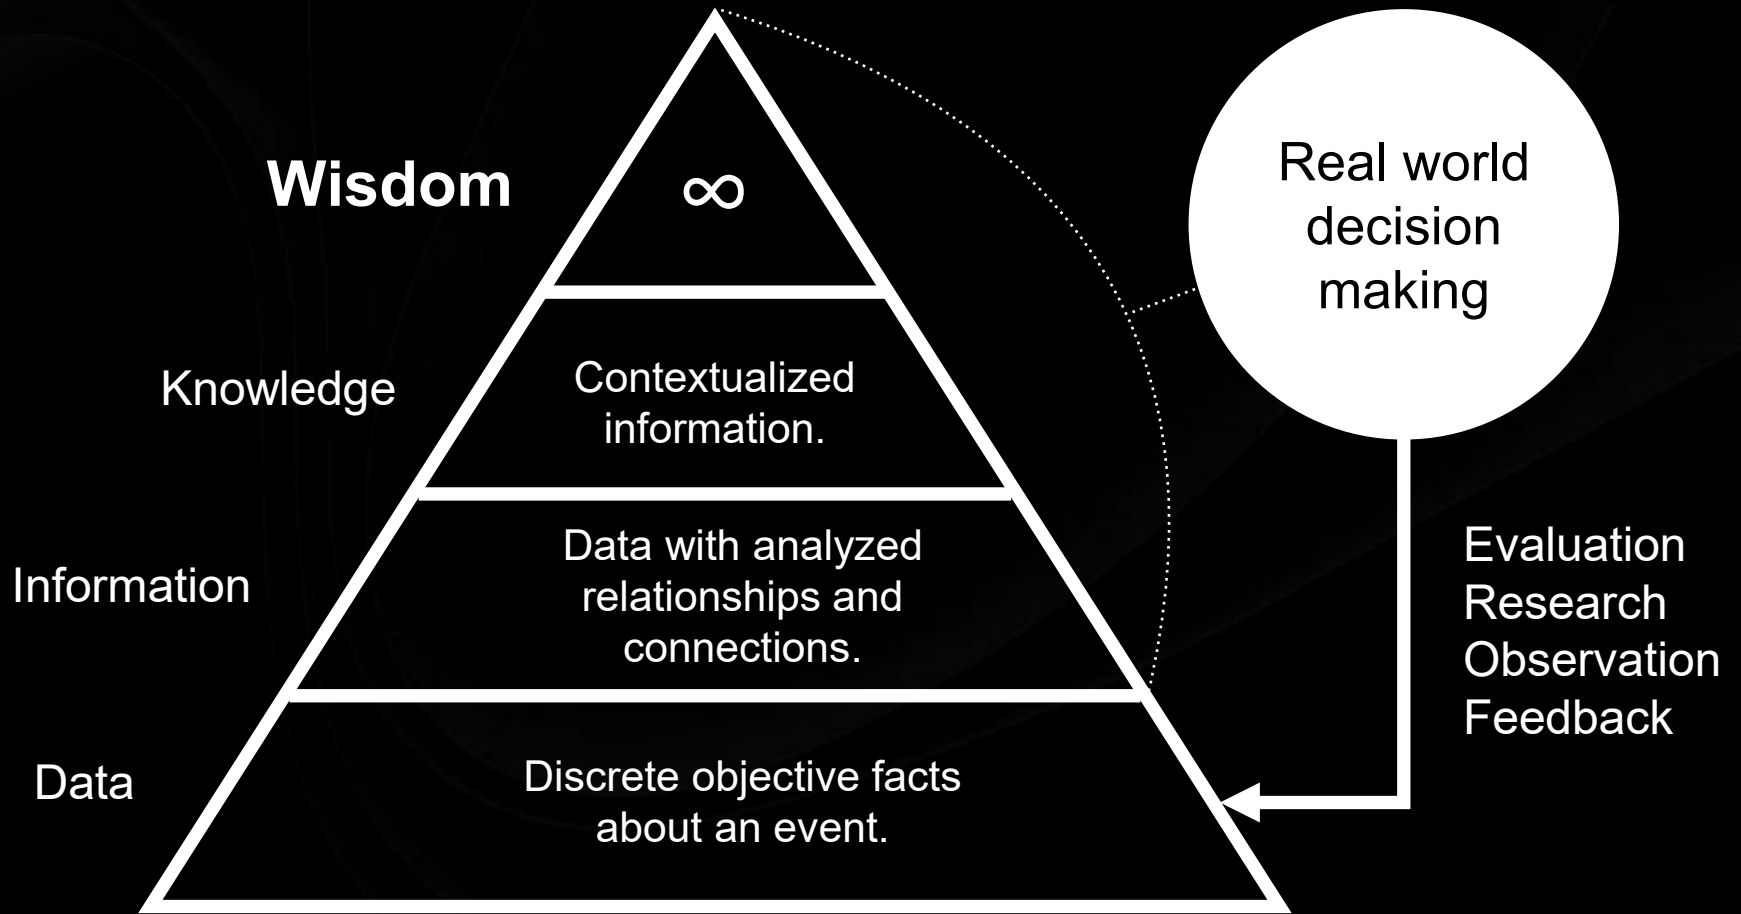 Wisdom
∞
Real world
decision
making
Knowledge
Contextualized
information.
Information
Data with analyzed
relationships and
connections.
Evaluation
Research
Observation
Feedback
Data
Discrete objective facts
about an event.